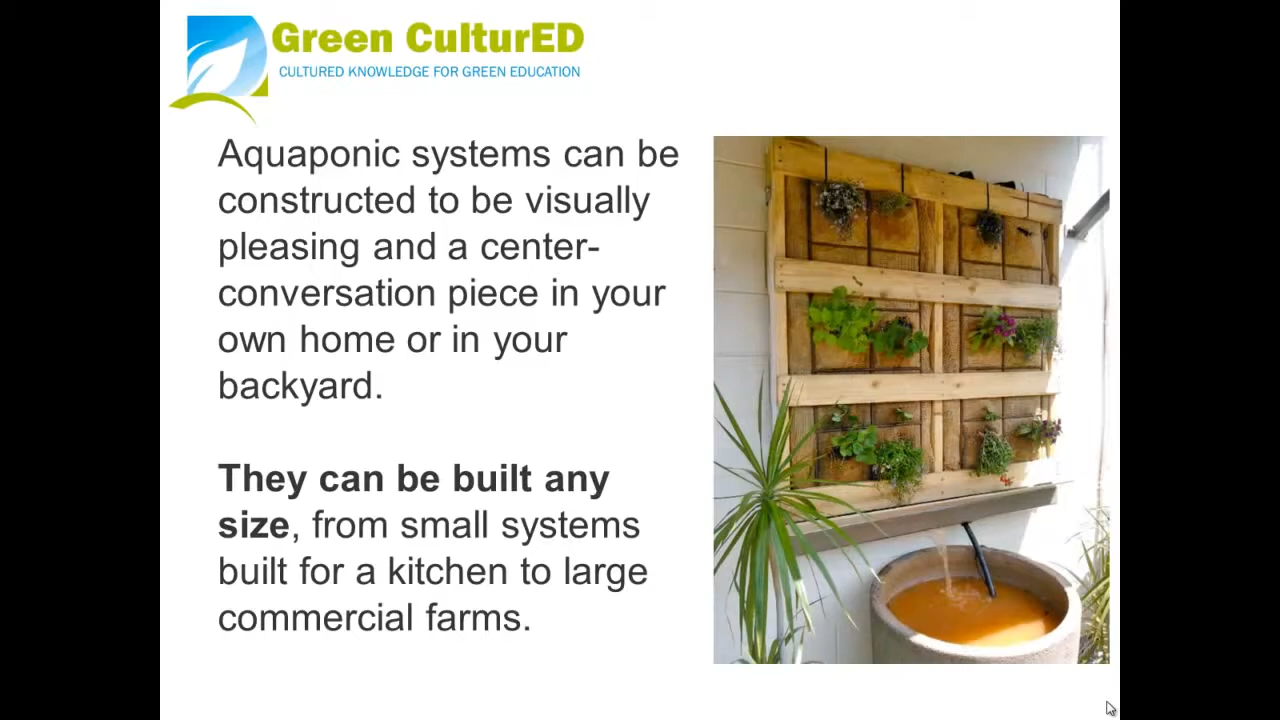 Green CulturED
CULTURED KNOWLEDGE FOR GREEN EDUCATION
Aquaponic systems can be
constructed to be visually
pleasing and a center-
conversation piece in your
own home or in your
backyard.
They can be built any
size, from small systems
built for a kitchen to large
commercial farms.